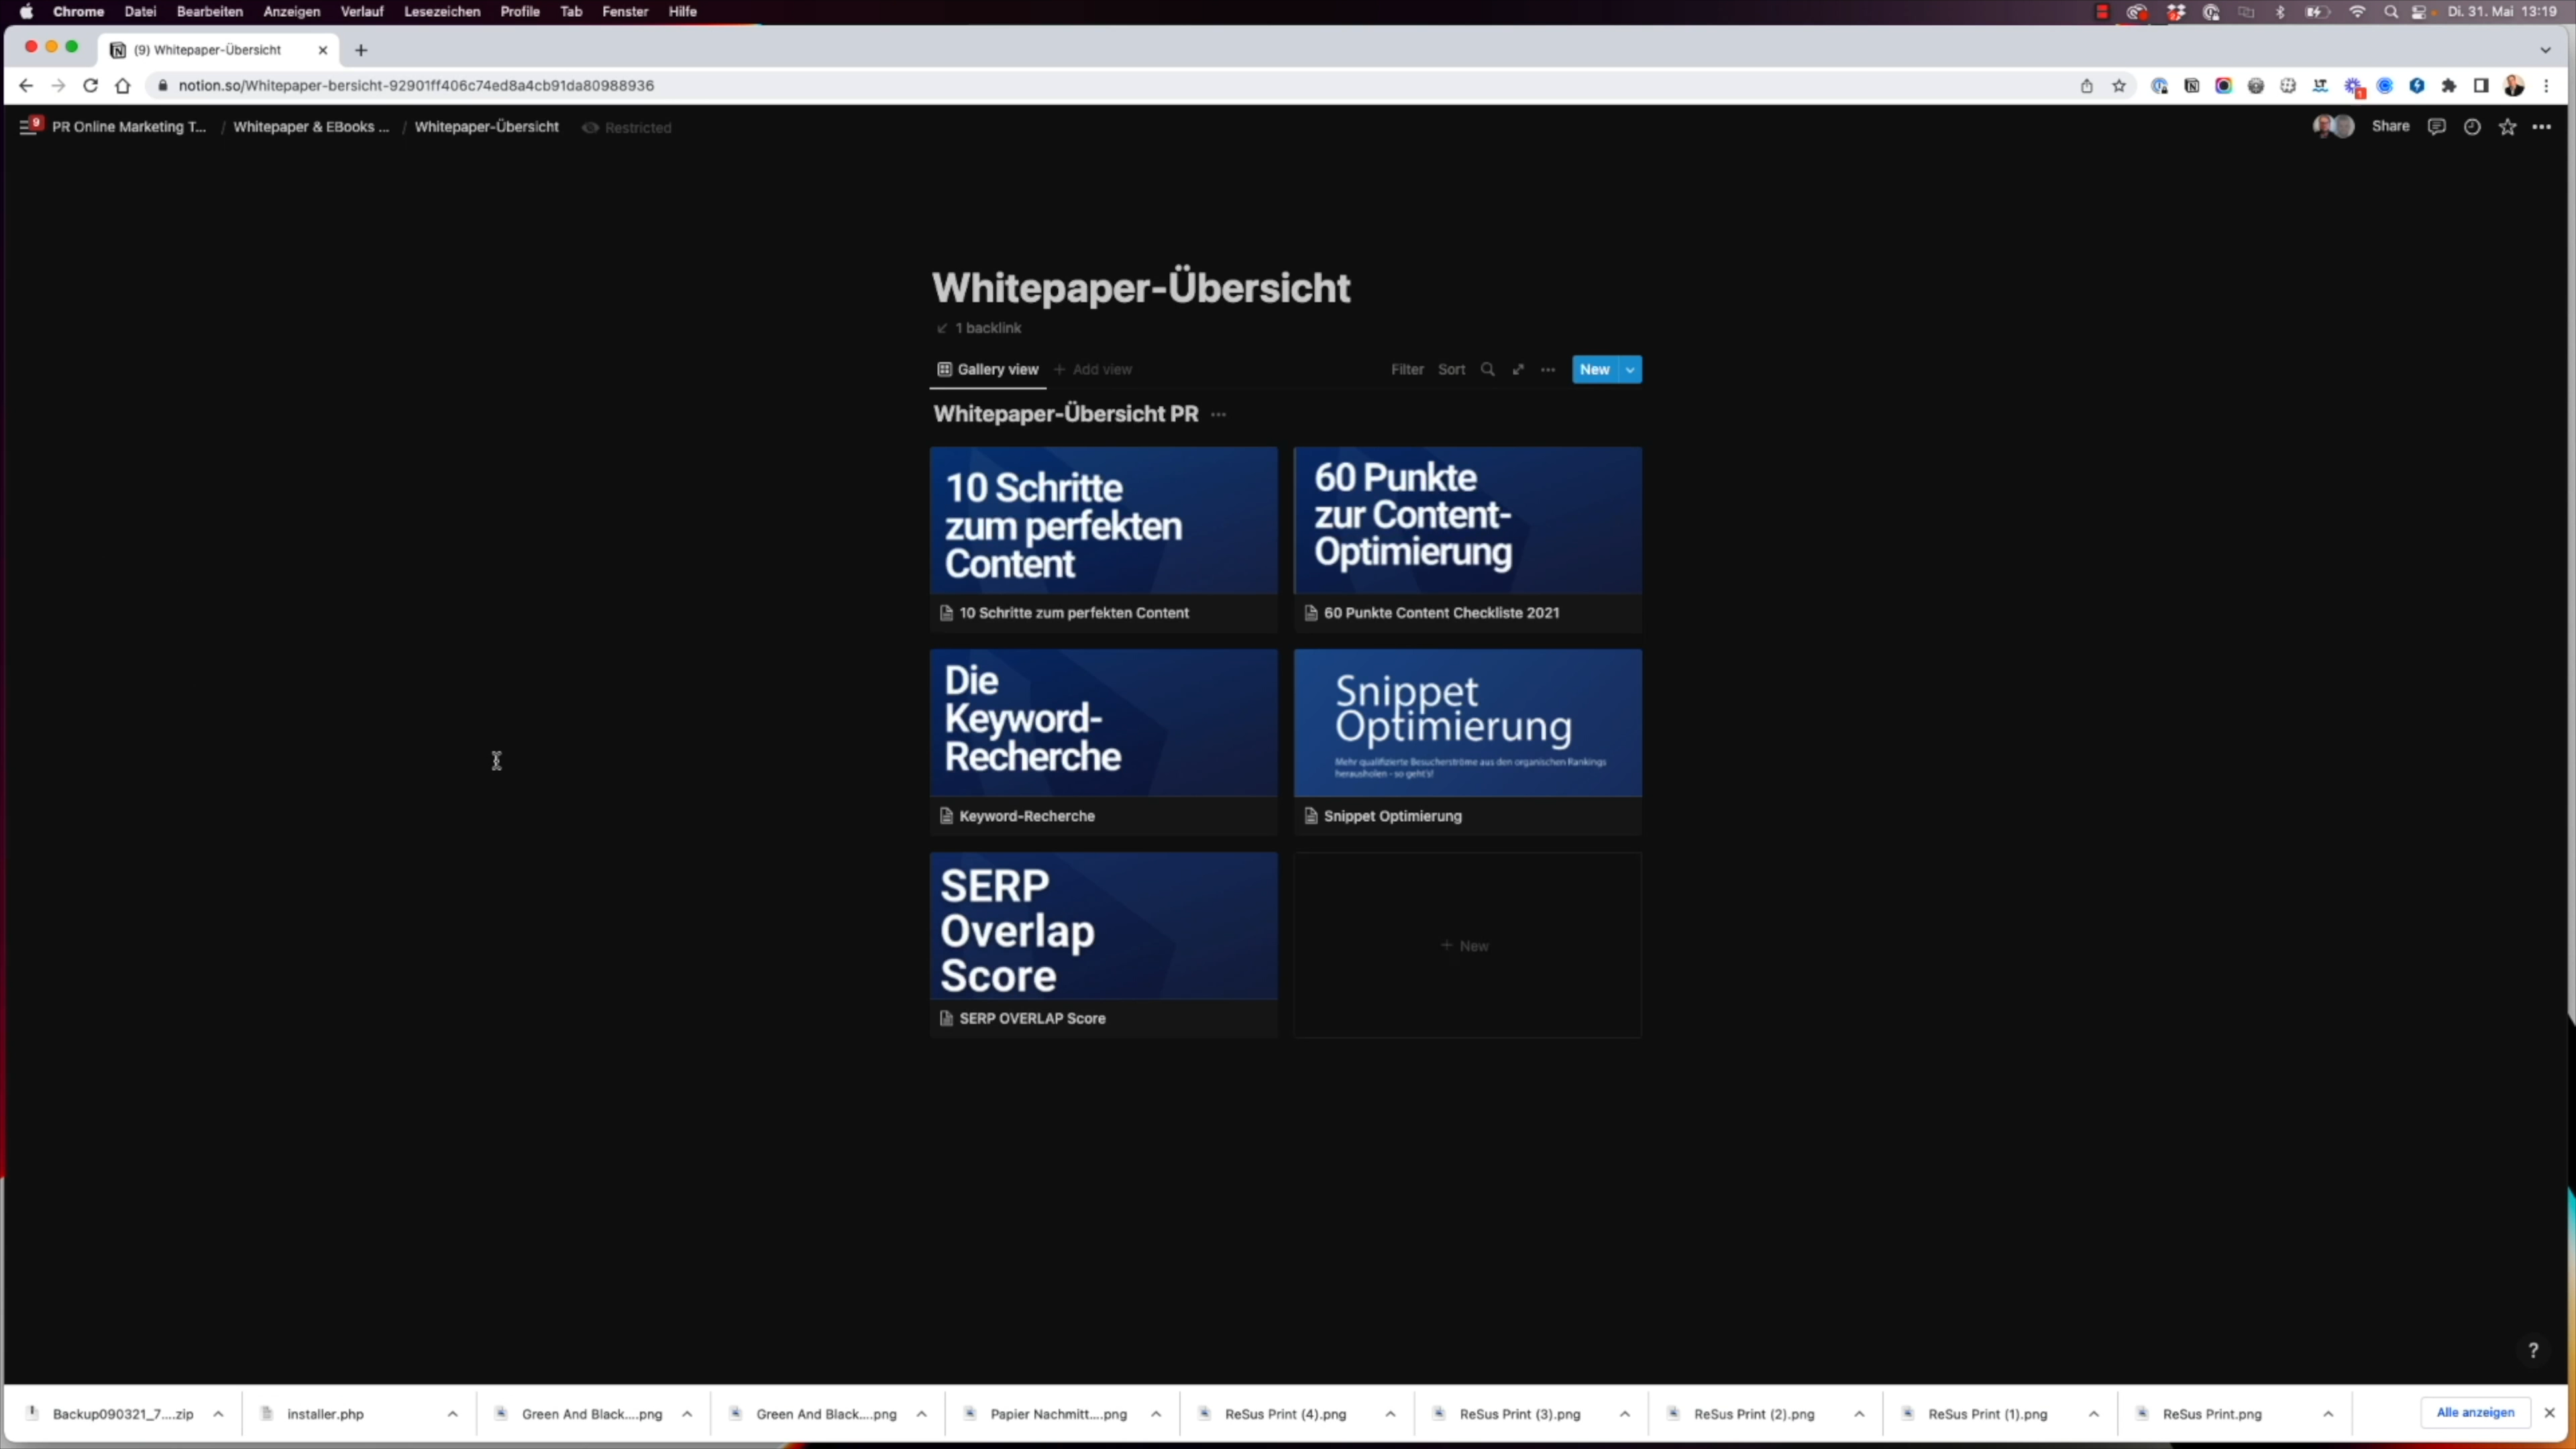 Chrome Datei Bearbeiten Anzeigen Verlauf Lesezeichen Profile Tab Fenster Hilfe Di. 31. Mai 13:19
(9) Whitepaper-Übersicht
notion.so/Whitepaper-bersicht-92901ff406c74ed8a4cb91da80988936
9 PR Online Marketing T... / Whitepaper & EBooks ... / Whitepaper-Übersicht Restricted Share
Whitepaper-Übersicht
1 backlink
Gallery view + Add view Filter Sort New
Whitepaper-Übersicht PR
10 Schritte
zum perfekten
Content
10 Schritte zum perfekten Content
60 Punkte
zur Content-
Optimierung
60 Punkte Content Checkliste 2021
Die
Keyword-
Recherche
Keyword-Recherche
Snippet
Optimierung
Mehr qualifizierte Besucherströme aus den organischen Rankings
herausholen - so geht's!
Snippet Optimierung
SERP
Overlap
Score
SERP OVERLAP Score
+ New
?
Backup090321_7....zip installer.php Green And Black....png Green And Black....png Papier Nachmitt....png ReSus Print (4).png ReSus Print (3).png ReSus Print (2).png ReSus Print (1).png ReSus Print.png Alle anzeigen